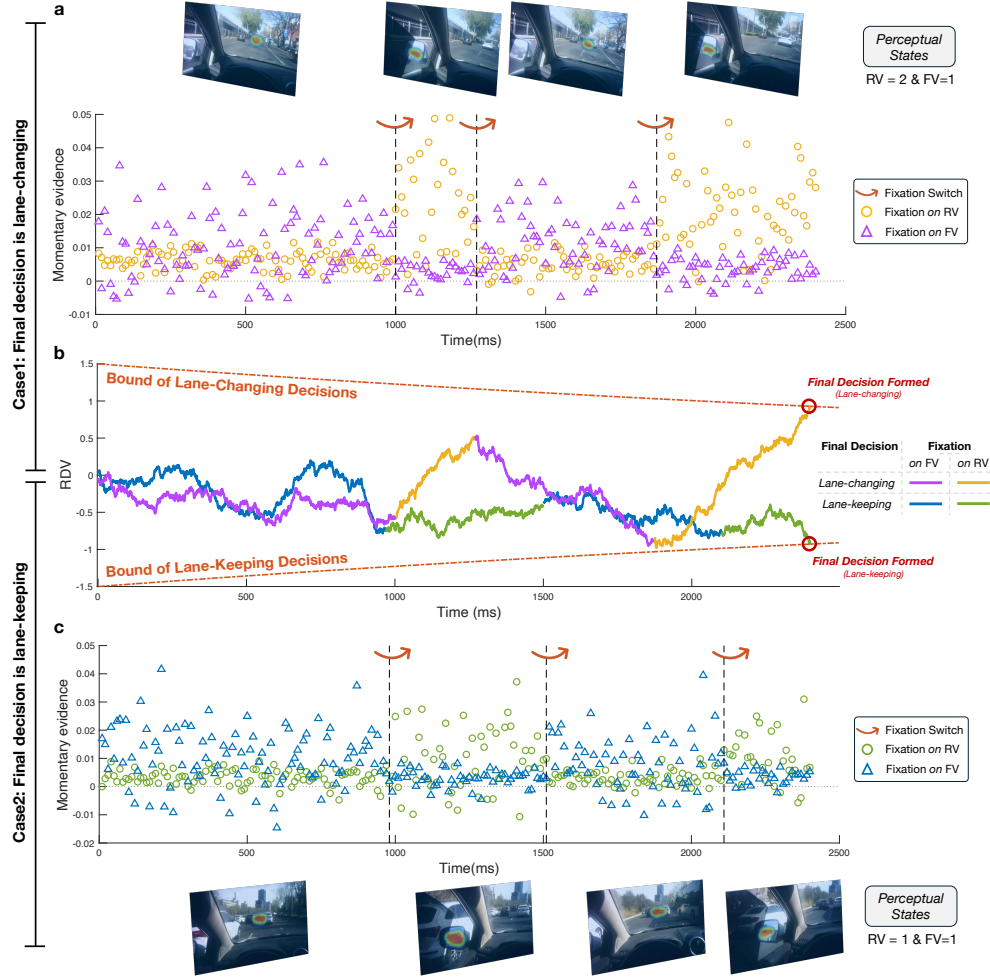 a
Case1: Final decision is lane-changing
Perceptual
States
RV = 2 & FV=1
Momentary evidence
0.05
0.04
0.03
0.02
0.01
0
-0.01
0
500
1000
1500
2000
2500
Time(ms)
Fixation Switch
Fixation on RV
Fixation on FV
b
RDV
1.5
1
0.5
0
-0.5
-1
-1.5
Bound of Lane-Changing Decisions
Final Decision Formed
(Lane-changing)
Final Decision Fixation
on FV on RV
Lane-changing
Lane-keeping
Bound of Lane-Keeping Decisions
Final Decision Formed
(Lane-keeping)
0
500
1000
1500
2000
Time (ms)
Case2: Final decision is lane-keeping
c
Momentary evidence
0.05
0.04
0.03
0.02
0.01
0
-0.01
-0.02
0
500
1000
1500
2000
2500
Time(ms)
Fixation Switch
Fixation on RV
Fixation on FV
Perceptual
States
RV = 1 & FV=1